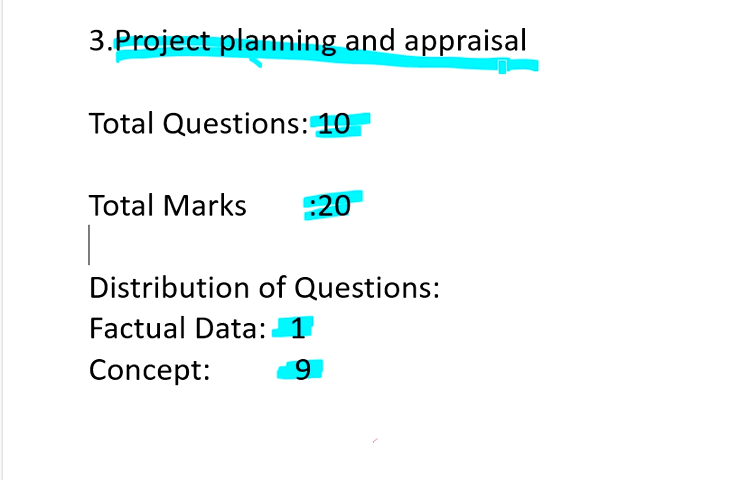 3.Project planning and appraisal
Total Questions: 10
Total Marks :20
Distribution of Questions:
Factual Data: 1
Concept: 9